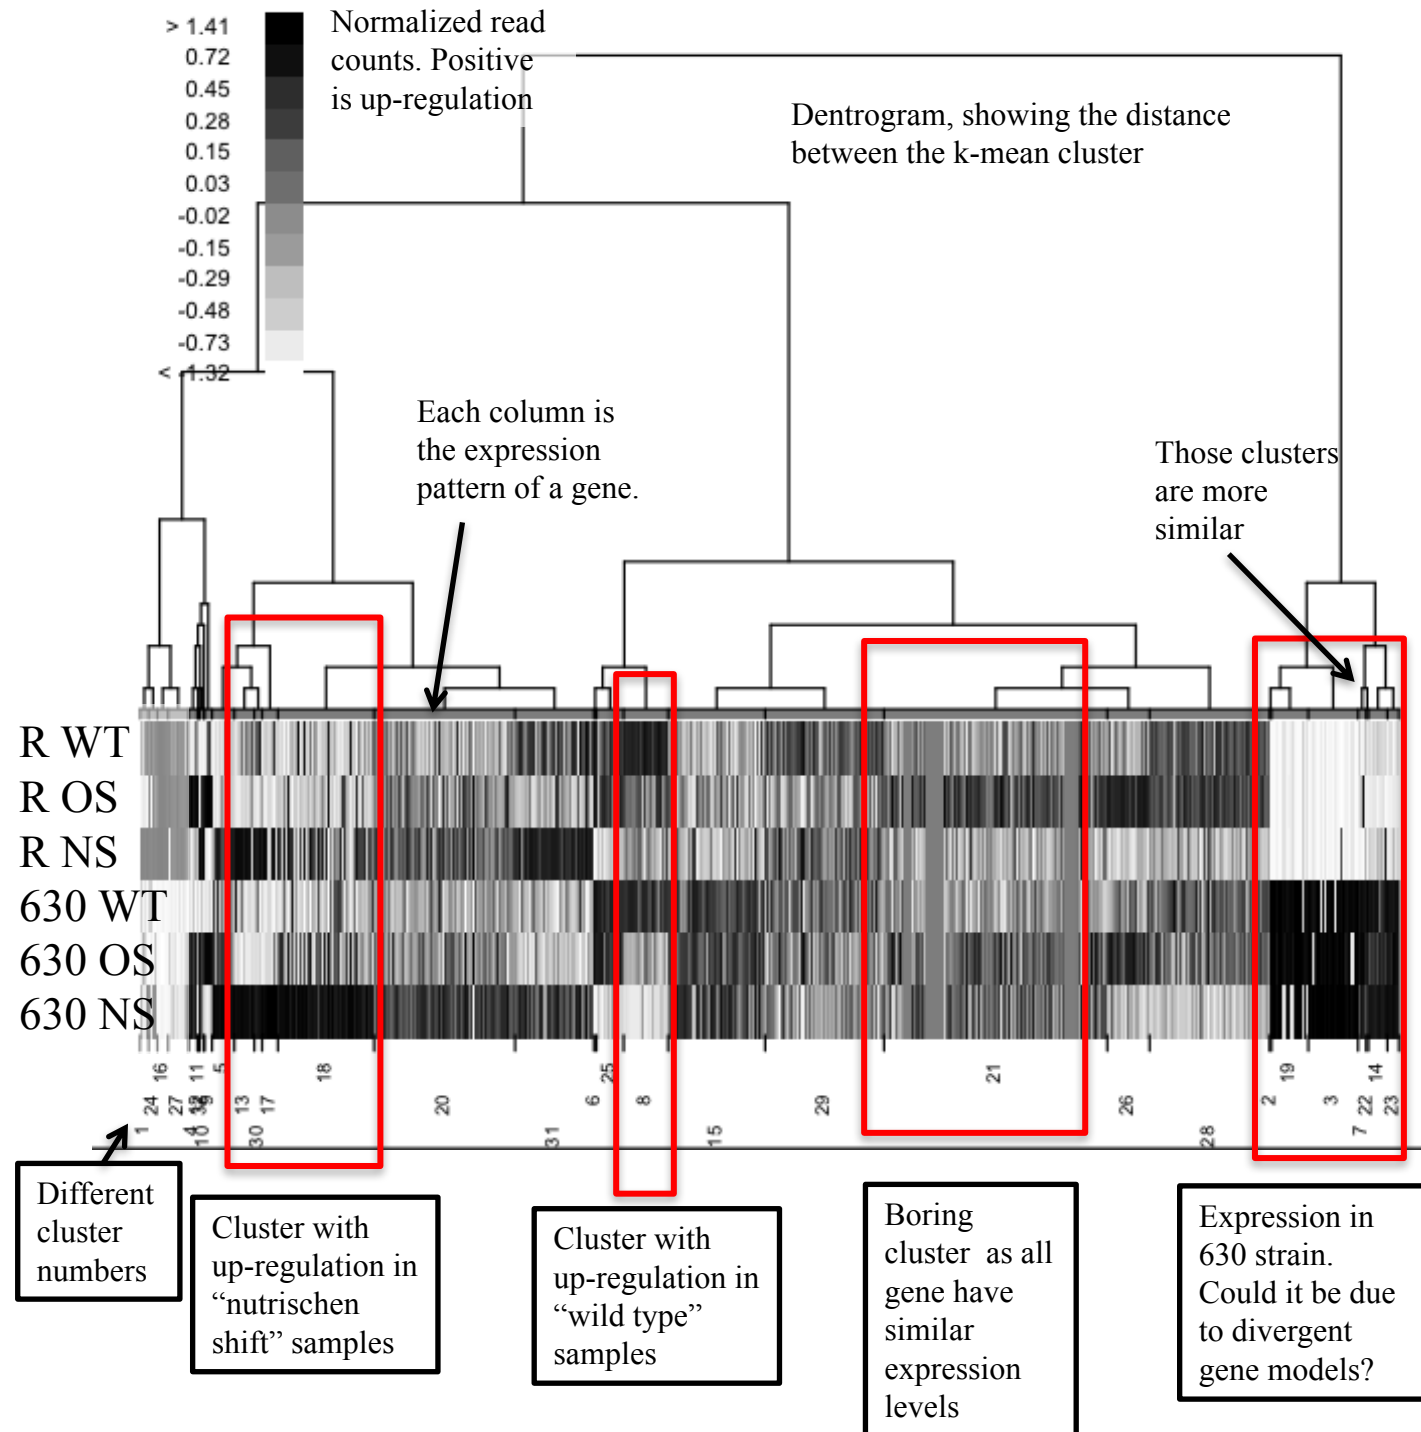 > 1.41
0.72
0.45
0.28
0.15
0.03
-0.02
-0.15
-0.29
-0.48
-0.73
< -1.32
Normalized read
counts. Positive
is up-regulation
Dentrogram, showing the distance
between the k-mean cluster
Each column is
the expression
pattern of a gene.
Those clusters
are more
similar
R WT
R OS
R NS
630 WT
630 OS
630 NS
1
24
16
27
4
11
10
5
13
30
17
18
20
31
6
25
8
15
29
21
26
28
2
19
3
7
22
14
23
Different
cluster
numbers
Cluster with
up-regulation in
“nutrischen
shift” samples
Cluster with
up-regulation in
“wild type”
samples
Boring
cluster as all
gene have
similar
expression
levels
Expression in
630 strain.
Could it be due
to divergent
gene models?